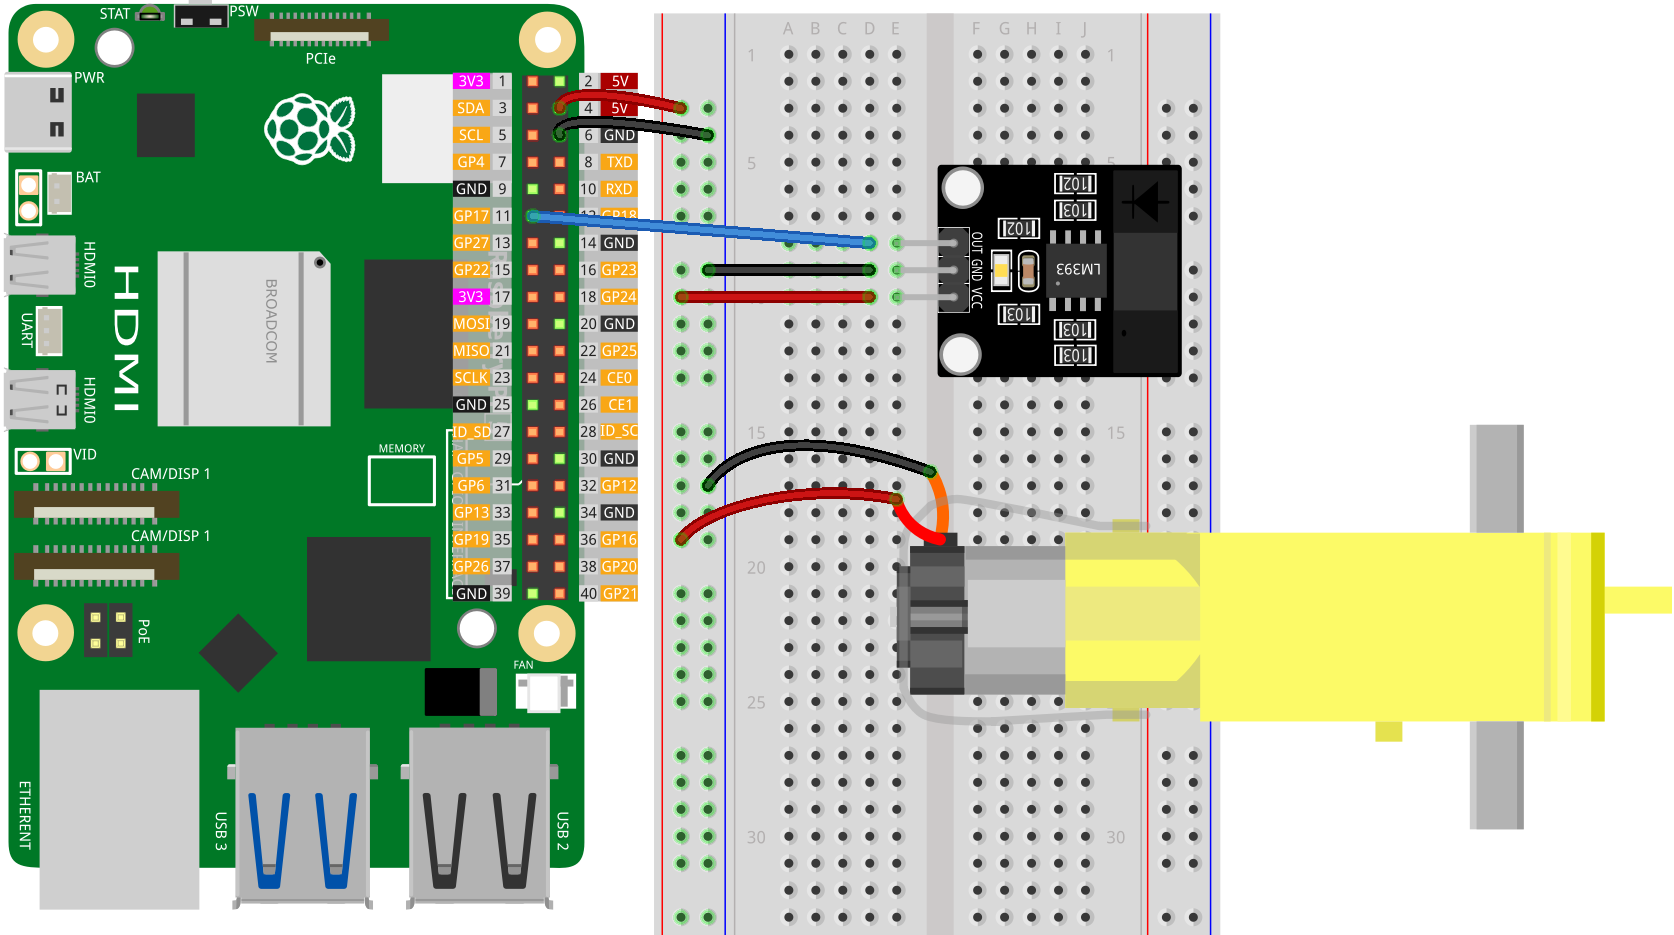 STAT
PSW
PCIe
PWR
BAT
HDMI0
UART
HDMI
HDMI0
BROADCOM
VID
MEMORY
CAM/DISP 1
CAM/DISP 1
PoE
FAN
ETHERENT
USB 3
USB 2
3V3 1 2 5V
SDA 3 4 5V
SCL 5 6 GND
GP4 7 8 TXD
GND 9 10 RXD
GP17 11 12 GP18
GP27 13 14 GND
GP22 15 16 GP23
3V3 17 18 GP24
MOSI 19 20 GND
MISO 21 22 GP25
SCLK 23 24 CE0
GND 25 26 CE1
ID_SD 27 28 ID_SC
GP5 29 30 GND
GP6 31 32 GP12
GP13 33 34 GND
GP19 35 36 GP16
GP26 37 38 GP20
GND 39 40 GP21
A B C D E F G H I J
1 1
5 5
15 15
20
25
30 30
OUT GND VCC
102
103
102
LM393
103
103
103